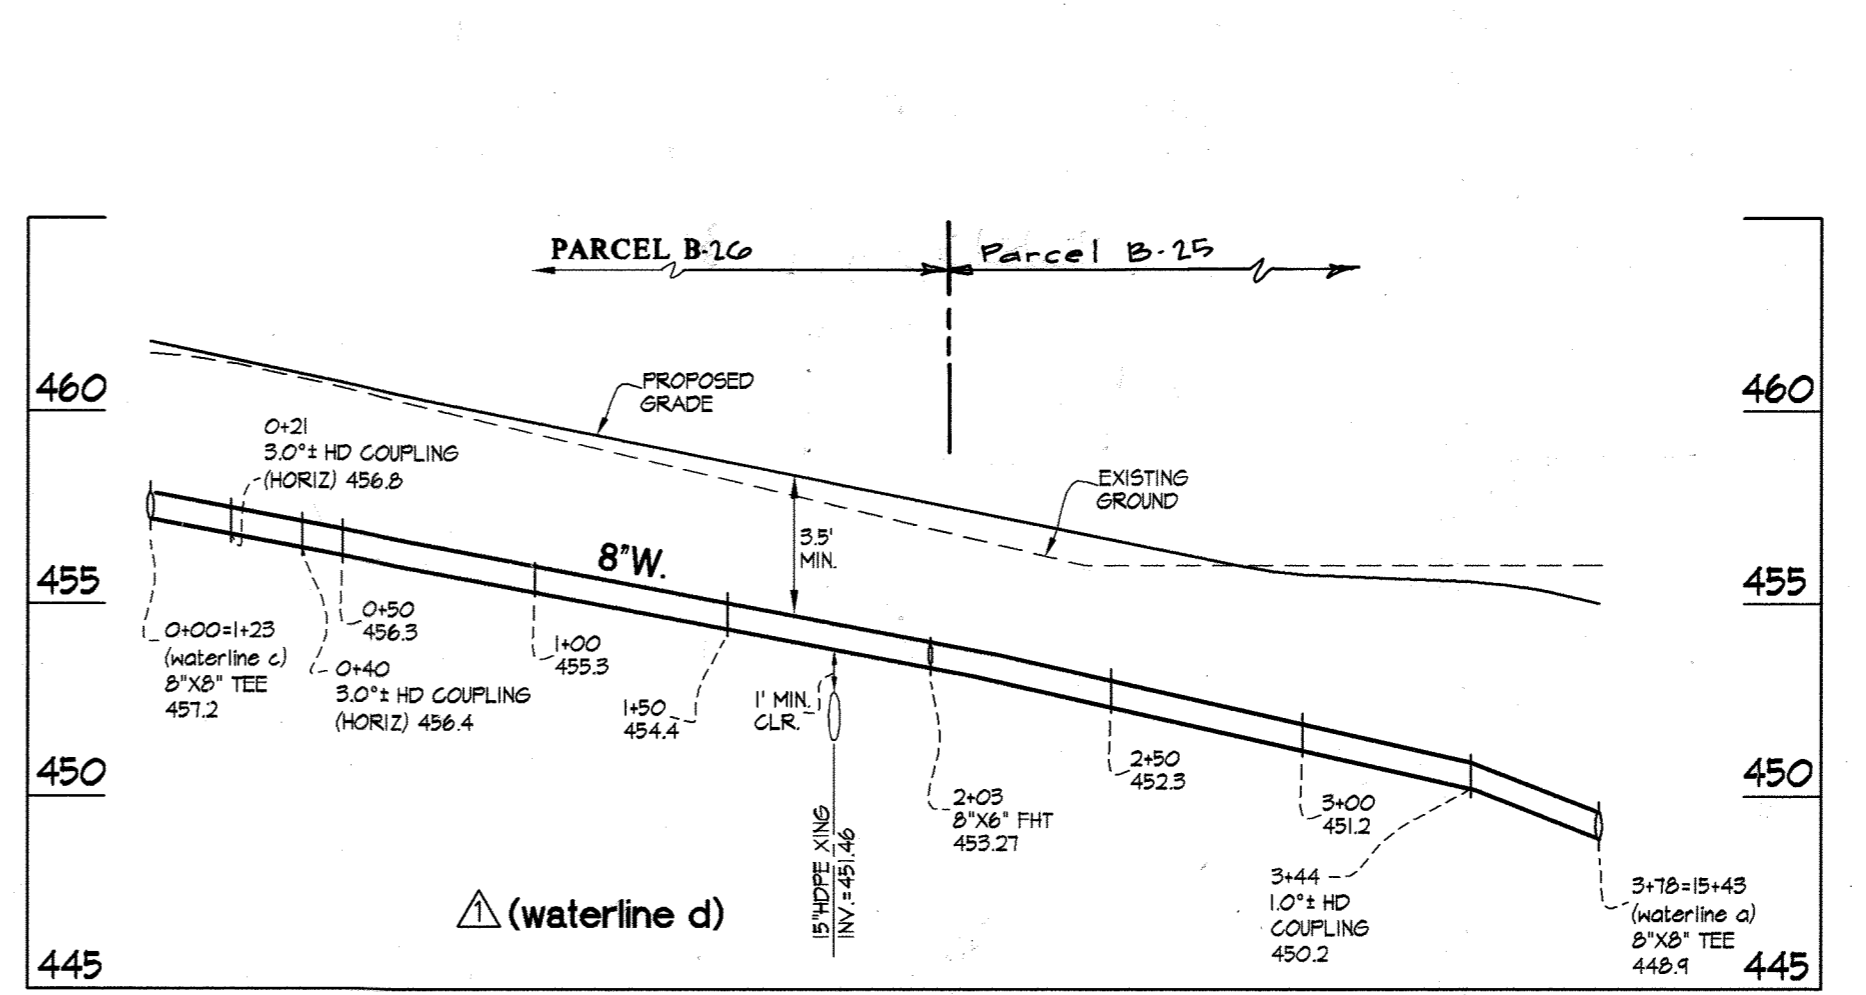 PARCEL B-26
Parcel B-25
460
460
PROPOSED
GRADE
0+21
3.0°± HD COUPLING
(HORIZ) 456.8
EXISTING
GROUND
3.5'
MIN.
8"W.
455
455
0+00=1+23
(waterline c)
8"X8" TEE
457.2
0+50
456.3
0+40
3.0°± HD COUPLING
(HORIZ) 456.4
1+00
455.3
1+50
454.4
1' MIN.
CLR.
450
450
2+03
8"X6" FHT
453.27
2+50
452.3
3+00
451.2
15"HDPE XING
INV.=451.46
3+44
1.0°± HD
COUPLING
450.2
3+78=15+43
(waterline a)
8"X8" TEE
448.9
1 (waterline d)
445
445